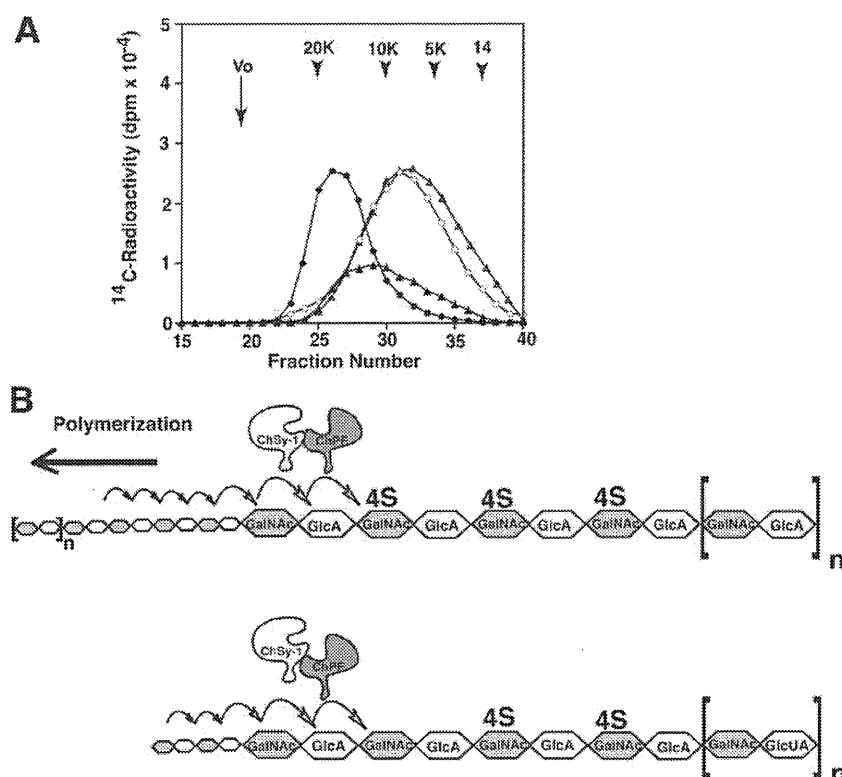 A
5
4
3
2
1
0
¹⁴C-Radioactivity (dpm x 10⁻⁴)
Vo
20K 10K 5K 14
15 20 25 30 35 40
Fraction Number
B
Polymerization
ChSy-1 ChPF
4S 4S 4S
n GalNAc GlcA GalNAc GlcA GalNAc GlcA GalNAc GlcA GalNAc GlcA n
ChSy-1 ChPF
4S 4S
GalNAc GlcA GalNAc GlcA GalNAc GlcA GalNAc GlcA GalNAc GlcUA n